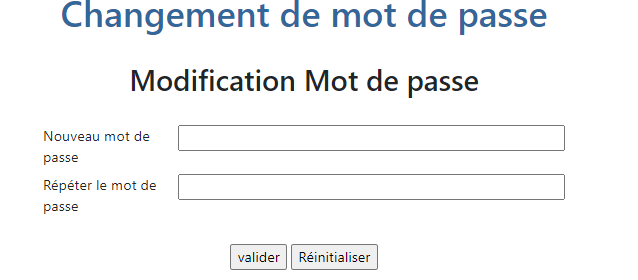 Changement de mot de passe
Modification Mot de passe
Nouveau mot de
passe
Répéter le mot de
passe
valider Réinitialiser